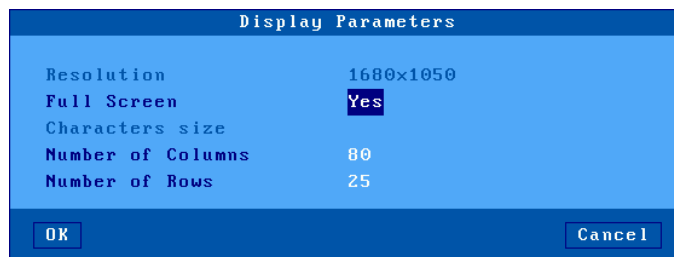 Display Parameters
Resolution 1680x1050
Full Screen Yes
Characters size
Number of Columns 80
Number of Rows 25
OK Cancel